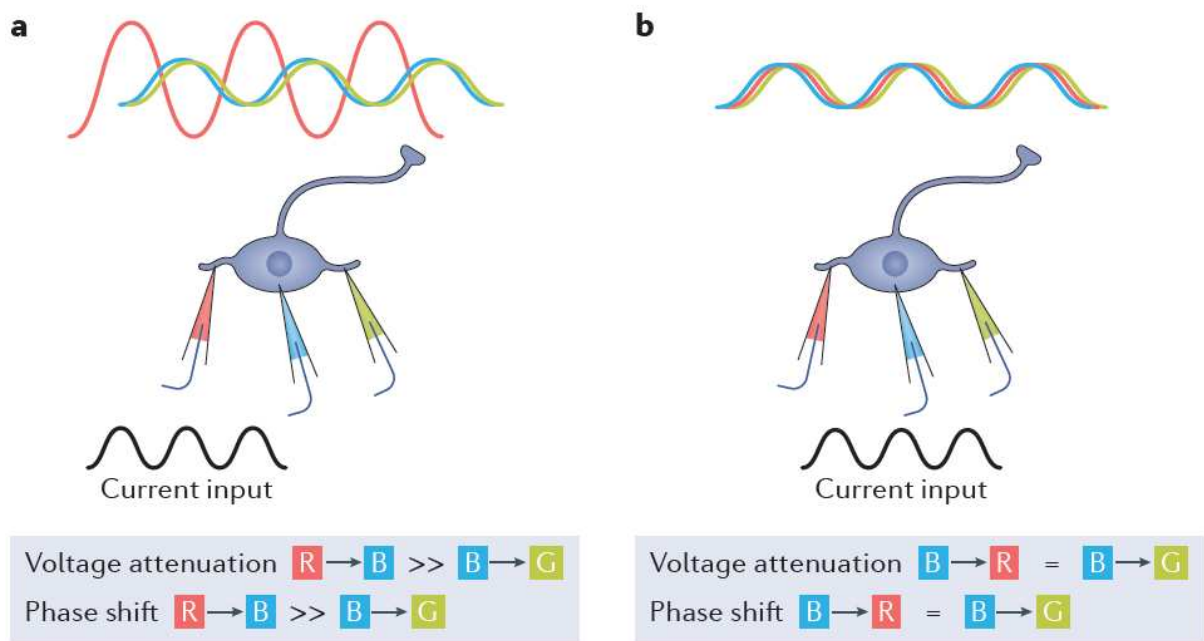 a
Current input
Voltage attenuation R → B >> B → G
Phase shift R → B >> B → G
b
Current input
Voltage attenuation B → R = B → G
Phase shift B → R = B → G